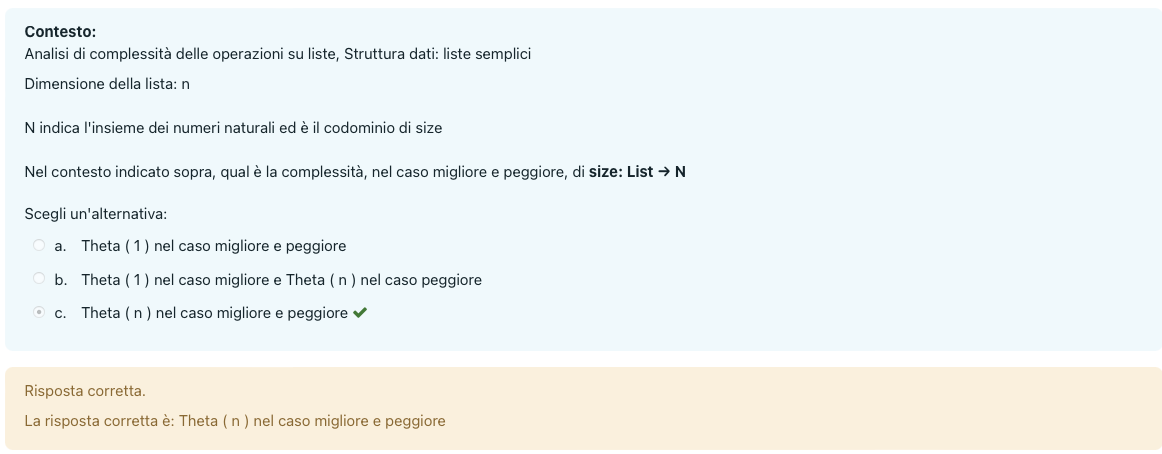 Contesto:
Analisi di complessità delle operazioni su liste, Struttura dati: liste semplici
Dimensione della lista: n
N indica l'insieme dei numeri naturali ed è il codominio di size
Nel contesto indicato sopra, qual è la complessità, nel caso migliore e peggiore, di size: List → N
Scegli un'alternativa:
a. Theta ( 1 ) nel caso migliore e peggiore
b. Theta ( 1 ) nel caso migliore e Theta ( n ) nel caso peggiore
c. Theta ( n ) nel caso migliore e peggiore
Risposta corretta.
La risposta corretta è: Theta ( n ) nel caso migliore e peggiore